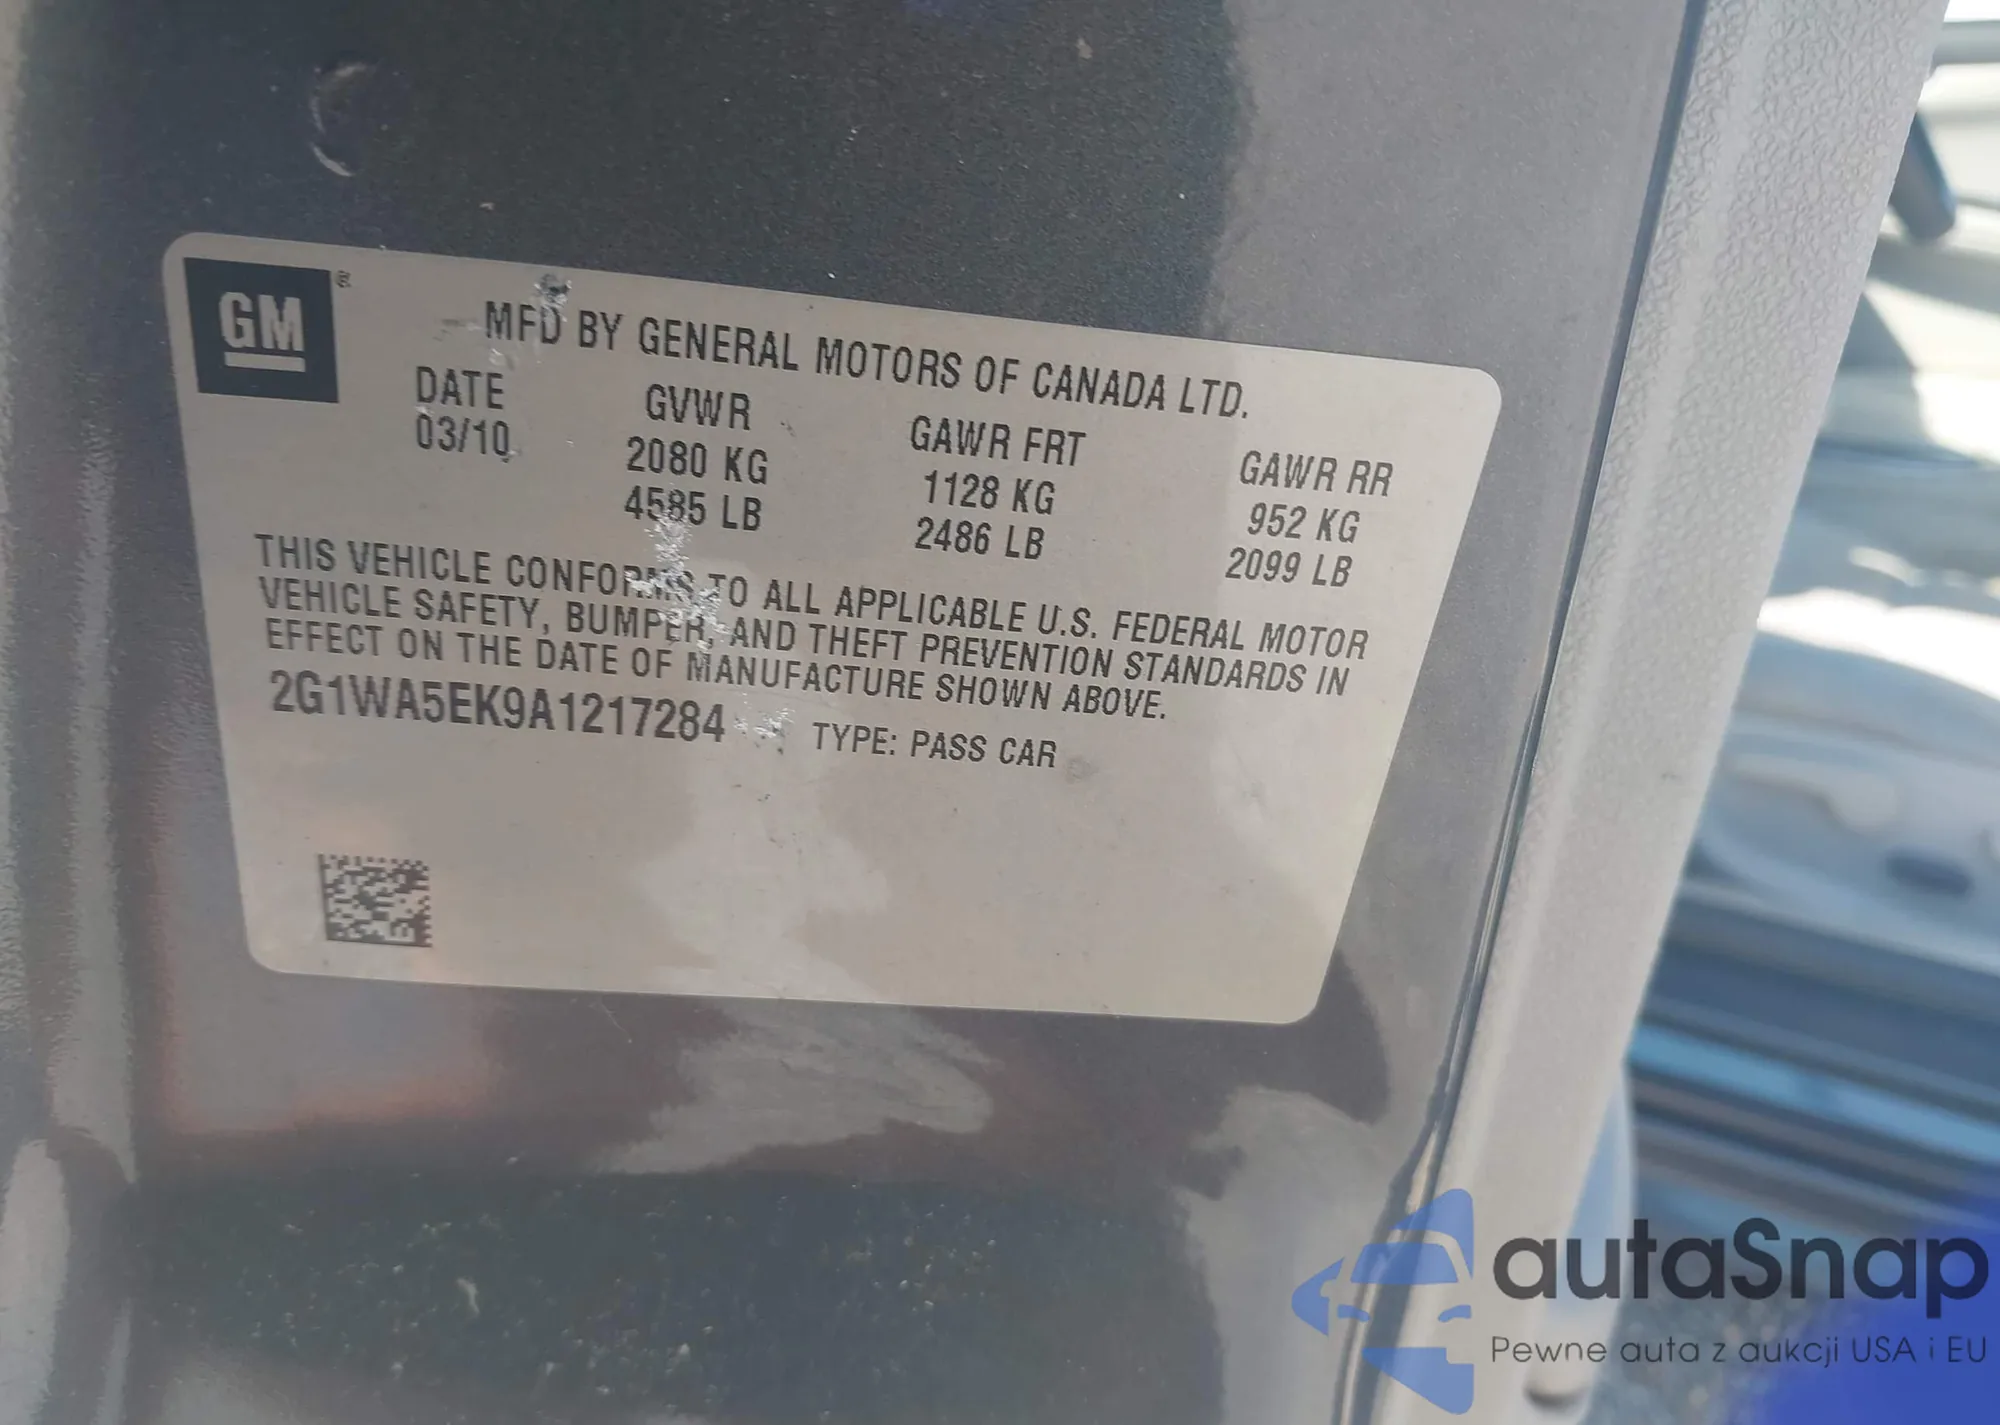 GM ®
MFD BY GENERAL MOTORS OF CANADA LTD.
DATE GVWR GAWR FRT GAWR RR
03/10 2080 KG 1128 KG 952 KG
4585 LB 2486 LB 2099 LB
THIS VEHICLE CONFORMS TO ALL APPLICABLE U.S. FEDERAL MOTOR
VEHICLE SAFETY, BUMPER, AND THEFT PREVENTION STANDARDS IN
EFFECT ON THE DATE OF MANUFACTURE SHOWN ABOVE.
2G1WA5EK9A1217284 TYPE: PASS CAR
autaSnap
Pewne auta z aukcji USA i EU